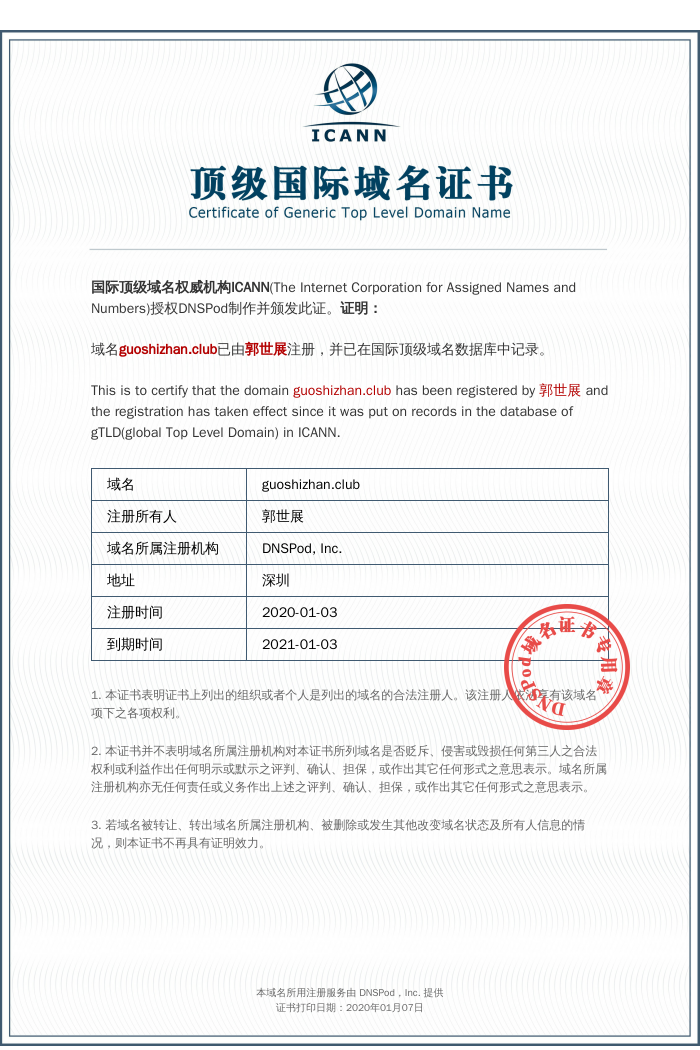 ICANN
顶级国际域名证书
Certificate of Generic Top Level Domain Name
国际顶级域名权威机构ICANN(The Internet Corporation for Assigned Names and
Numbers)授权DNSPod制作并颁发此证。证明：
域名guoshizhan.club已由郭世展注册，并已在国际顶级域名数据库中记录。
This is to certify that the domain guoshizhan.club has been registered by 郭世展 and
the registration has taken effect since it was put on records in the database of
gTLD(global Top Level Domain) in ICANN.
域名 guoshizhan.club
注册所有人 郭世展
域名所属注册机构 DNSPod, Inc.
地址 深圳
注册时间 2020-01-03
到期时间 2021-01-03
DNSPod域名证书专用章
1. 本证书表明证书上列出的组织或者个人是列出的域名的合法注册人。该注册人依法享有该域名
项下之各项权利。
2. 本证书并不表明域名所属注册机构对本证书所列域名是否贬斥、侵害或毁损任何第三人之合法
权利或利益作出任何明示或默示之评判、确认、担保，或作出其它任何形式之意思表示。域名所属
注册机构亦无任何责任或义务作出上述之评判、确认、担保，或作出其它任何形式之意思表示。
3. 若域名被转让、转出域名所属注册机构、被删除或发生其他改变域名状态及所有人信息的情
况，则本证书不再具有证明效力。
本域名所用注册服务由 DNSPod，Inc. 提供
证书打印日期：2020年01月07日